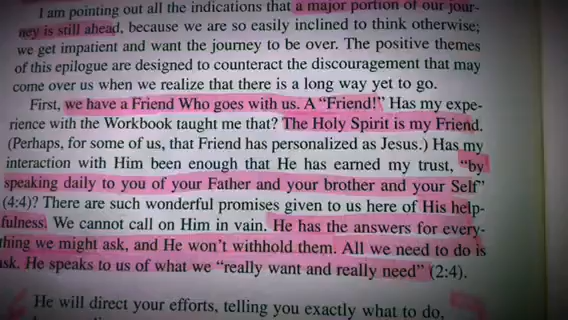 I am pointing out all the indications that a major portion of our jour-
ney is still ahead, because we are so easily inclined to think otherwise;
we get impatient and want the journey to be over. The positive themes
of this epilogue are designed to counteract the discouragement that may
come over us when we realize that there is a long way yet to go.
First, we have a Friend Who goes with us. A “Friend!” Has my expe-
rience with the Workbook taught me that? The Holy Spirit is my Friend.
(Perhaps, for some of us, that Friend has personalized as Jesus.) Has my
interaction with Him been enough that He has earned my trust, “by
speaking daily to you of your Father and your brother and your Self”
(4:4)? There are such wonderful promises given to us here of His help-
fulness. We cannot call on Him in vain. He has the answers for every-
thing we might ask, and He won’t withhold them. All we need to do is
ask. He speaks to us of what we “really want and really need” (2:4).
He will direct your efforts, telling you exactly what to do,